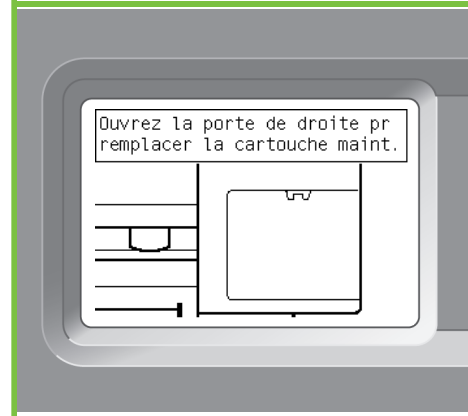 Ouvrez la porte de droite pr
remplacer la cartouche maint.